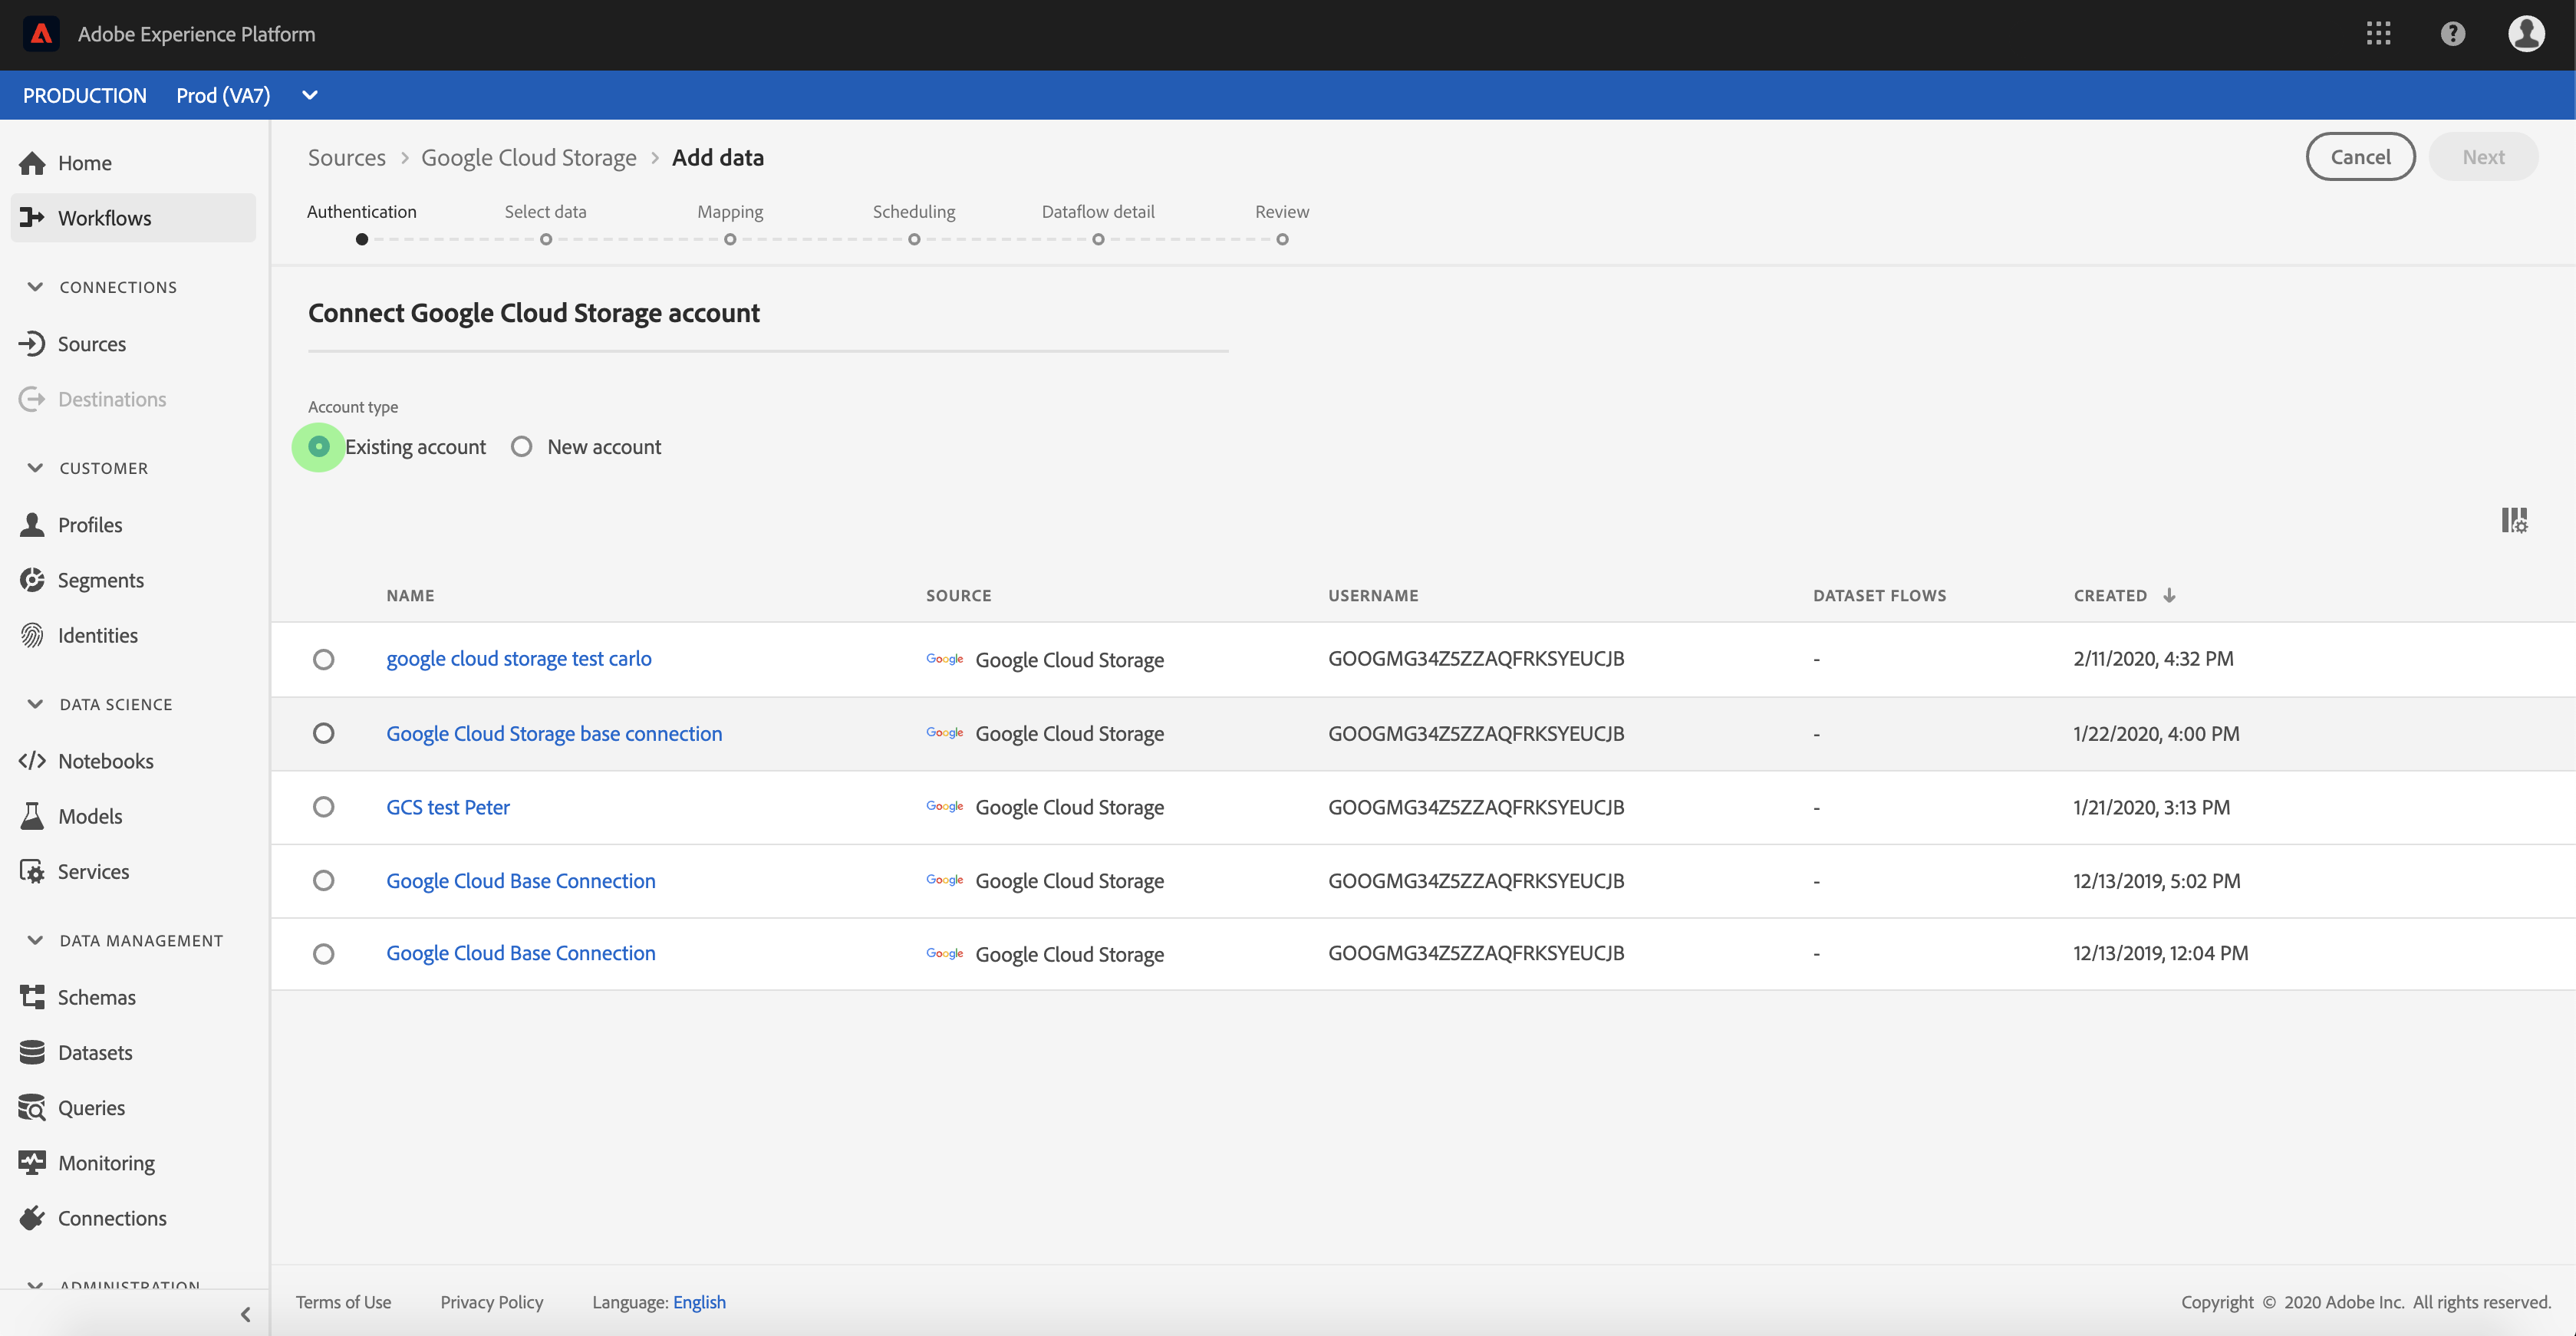 Adobe Experience Platform
PRODUCTION Prod (VA7)
Home
Workflows
CONNECTIONS
Sources
Destinations
CUSTOMER
Profiles
Segments
Identities
DATA SCIENCE
Notebooks
Models
Services
DATA MANAGEMENT
Schemas
Datasets
Queries
Monitoring
Connections
ADMINISTRATION
Sources > Google Cloud Storage > Add data
Cancel Next
Authentication Select data Mapping Scheduling Dataflow detail Review
Connect Google Cloud Storage account
Account type
Existing account New account
NAME SOURCE USERNAME DATASET FLOWS CREATED
google cloud storage test carlo Google Google Cloud Storage GOOGMG34Z5ZZAQFRKSYEUCJB - 2/11/2020, 4:32 PM
Google Cloud Storage base connection Google Google Cloud Storage GOOGMG34Z5ZZAQFRKSYEUCJB - 1/22/2020, 4:00 PM
GCS test Peter Google Google Cloud Storage GOOGMG34Z5ZZAQFRKSYEUCJB - 1/21/2020, 3:13 PM
Google Cloud Base Connection Google Google Cloud Storage GOOGMG34Z5ZZAQFRKSYEUCJB - 12/13/2019, 5:02 PM
Google Cloud Base Connection Google Google Cloud Storage GOOGMG34Z5ZZAQFRKSYEUCJB - 12/13/2019, 12:04 PM
Terms of Use Privacy Policy Language: English Copyright © 2020 Adobe Inc. All rights reserved.